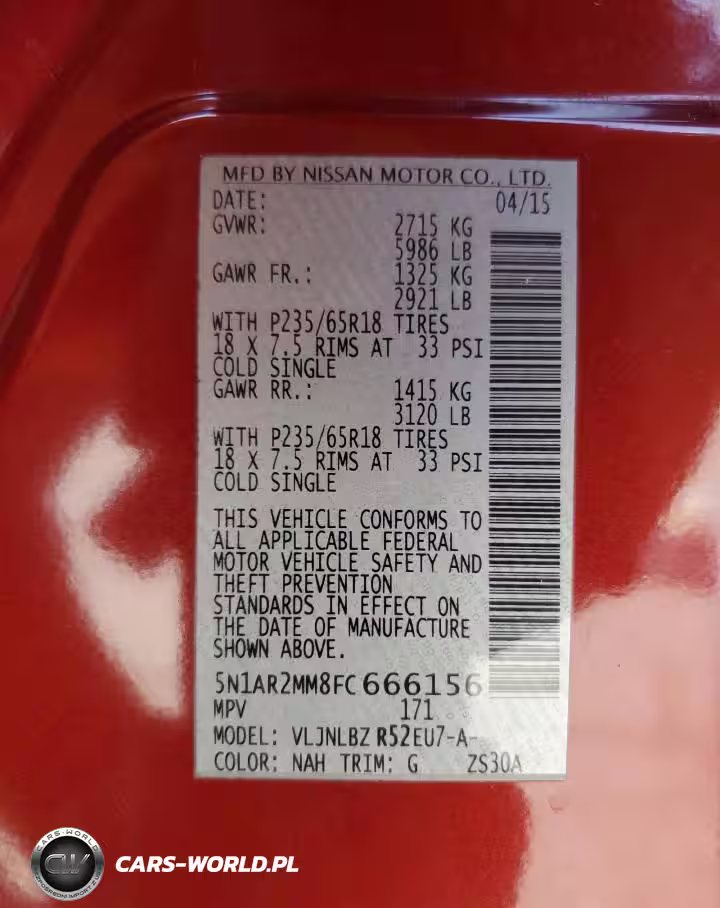 MFD BY NISSAN MOTOR CO., LTD.
DATE: 04/15
GVWR: 2715 KG
5986 LB
GAWR FR.: 1325 KG
2921 LB
WITH P235/65R18 TIRES
18 X 7.5 RIMS AT 33 PSI
COLD SINGLE
GAWR RR.: 1415 KG
3120 LB
WITH P235/65R18 TIRES
18 X 7.5 RIMS AT 33 PSI
COLD SINGLE
THIS VEHICLE CONFORMS TO
ALL APPLICABLE FEDERAL
MOTOR VEHICLE SAFETY AND
THEFT PREVENTION
STANDARDS IN EFFECT ON
THE DATE OF MANUFACTURE
SHOWN ABOVE.
5N1AR2MM8FC666156
MPV 171
MODEL: VLJNLBZ R52EU7-A-
COLOR: NAH TRIM: G ZS30A
CARS-WORLD
CW
CARS-WORLD.PL